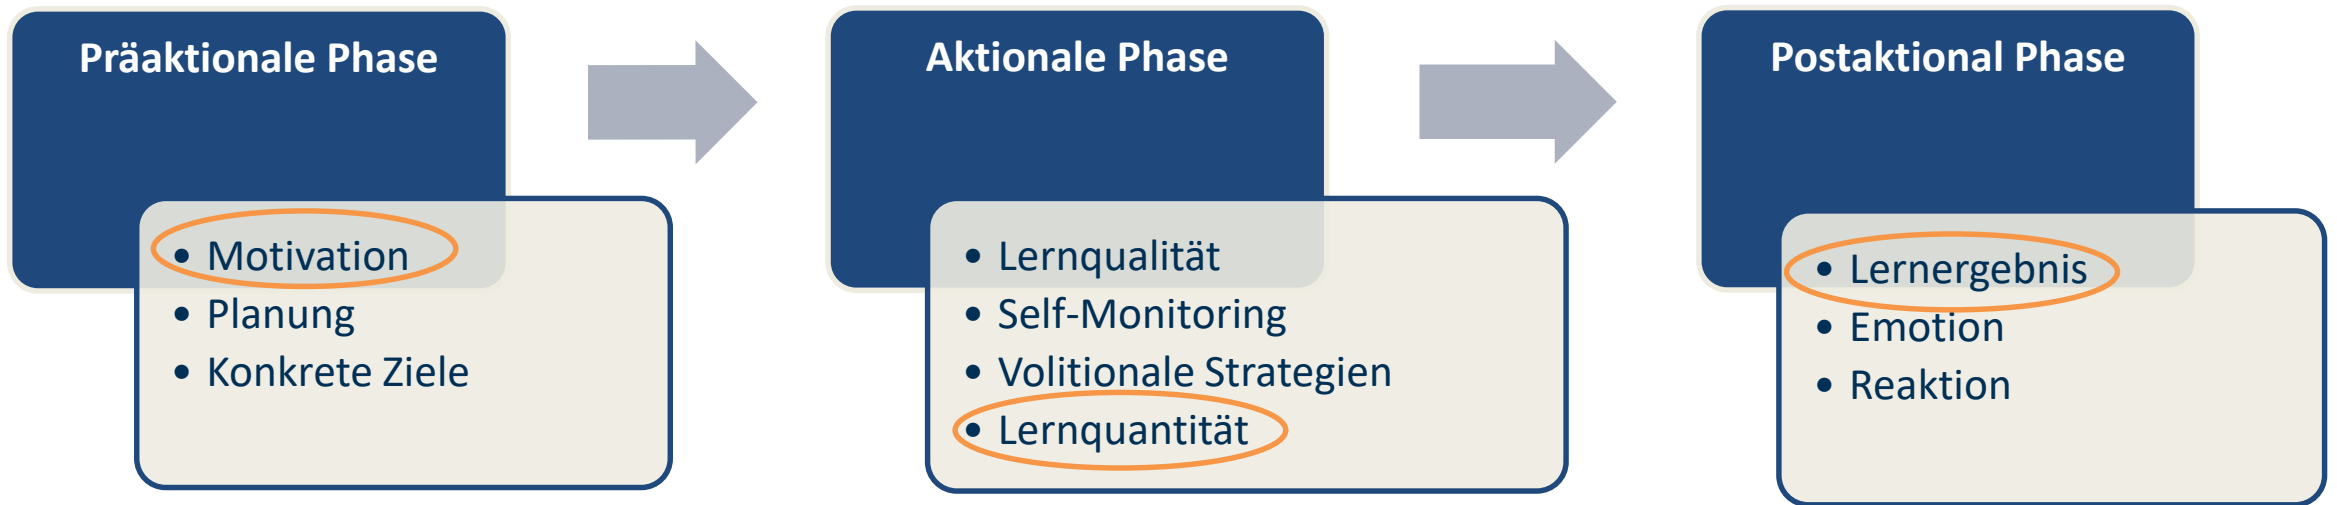 Präaktionale Phase
• Motivation
• Planung
• Konkrete Ziele
Aktionale Phase
• Lernqualität
• Self-Monitoring
• Volitionale Strategien
• Lernquantität
Postaktional Phase
• Lernergebnis
• Emotion
• Reaktion